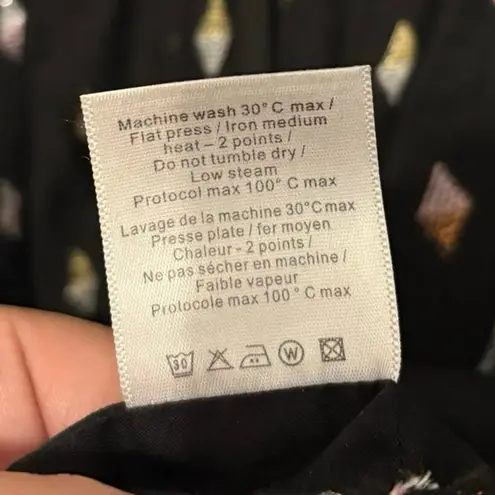 Machine wash 30° C max /
Flat press / Iron medium
heat – 2 points /
Do not tumble dry /
Low steam
Protocol max 100° C max
Lavage de la machine 30°C max
Presse plate / fer moyen
Chaleur - 2 points /
Ne pas sécher en machine /
Faible vapeur
Protocole max 100 ° C max
30 W